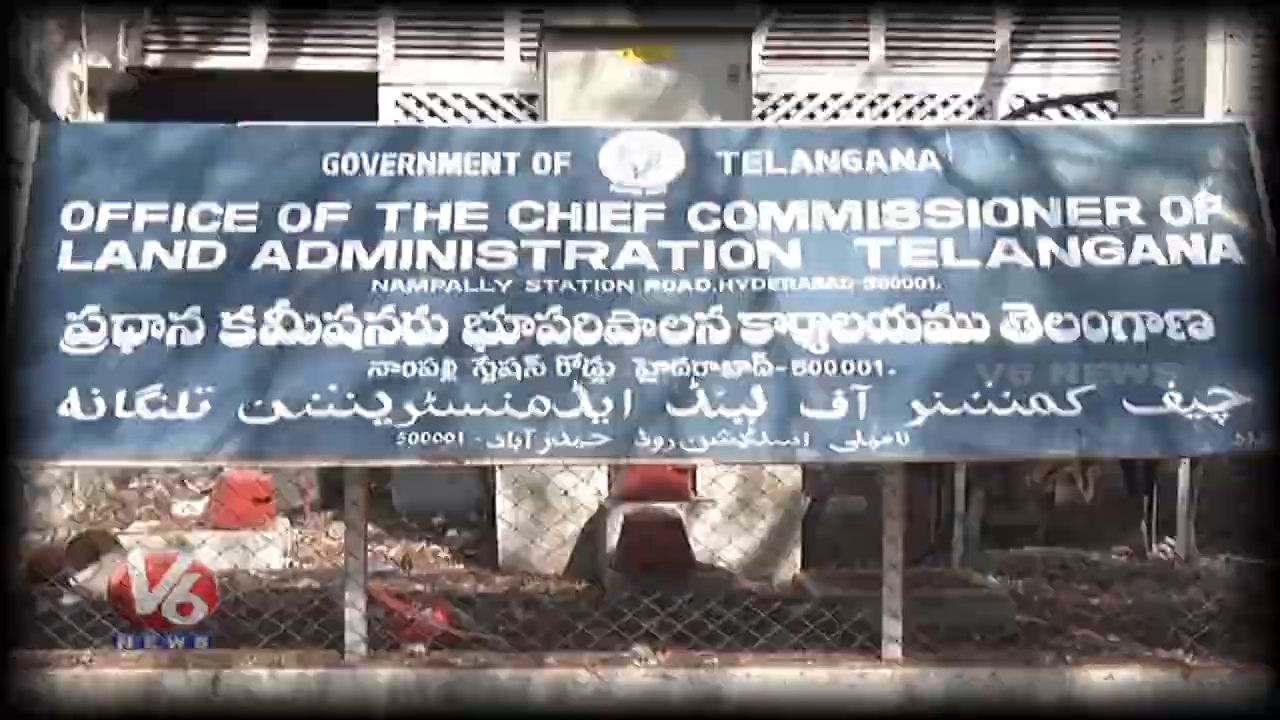 GOVERNMENT OF TELANGANA
OFFICE OF THE CHIEF COMMISSIONER OF
LAND ADMINISTRATION TELANGANA
NAMPALLY STATION ROAD, HYDERABAD-500001.
ప్రధాన కమీషనరు భూపరిపాలన కార్యాలయము తెలంగాణ
నాంపల్లి స్టేషన్ రోడ్డు హైదరాబాద్-500001.
V6 NEWS
چیف کمشنر آف لینڈ ایڈمنسٹریشن تلنگانہ
نامپلی اسٹیشن روڈ حیدرآباد - 500001
V6
NEWS